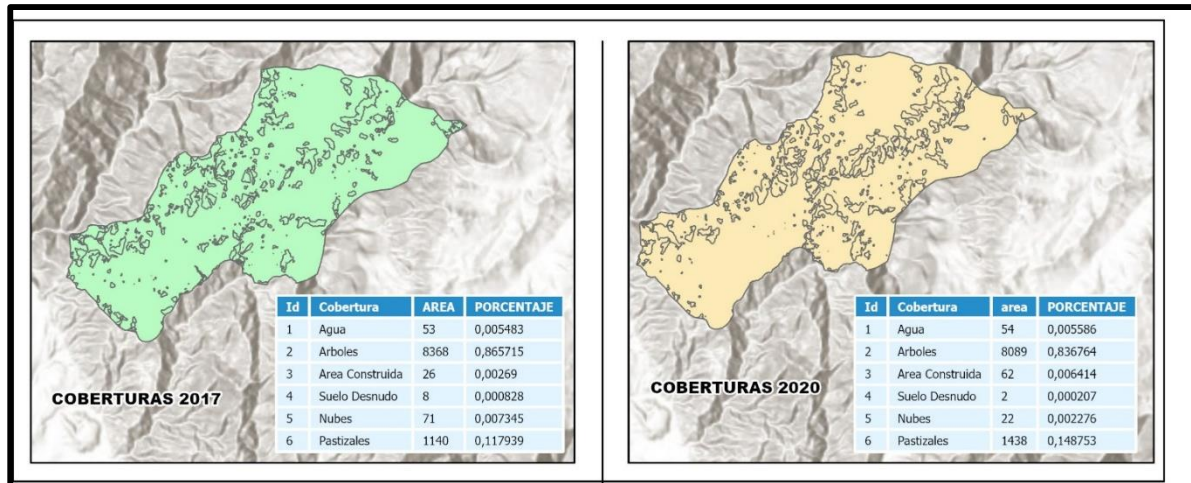 Id Cobertura AREA PORCENTAJE
1 Agua 53 0,005483
2 Arboles 8368 0,865715
3 Area Construida 26 0,00269
4 Suelo Desnudo 8 0,000828
5 Nubes 71 0,007345
6 Pastizales 1140 0,117939
COBERTURAS 2017
Id Cobertura area PORCENTAJE
1 Agua 54 0,005586
2 Arboles 8089 0,836764
3 Area Construida 62 0,006414
4 Suelo Desnudo 2 0,000207
5 Nubes 22 0,002276
6 Pastizales 1438 0,148753
COBERTURAS 2020